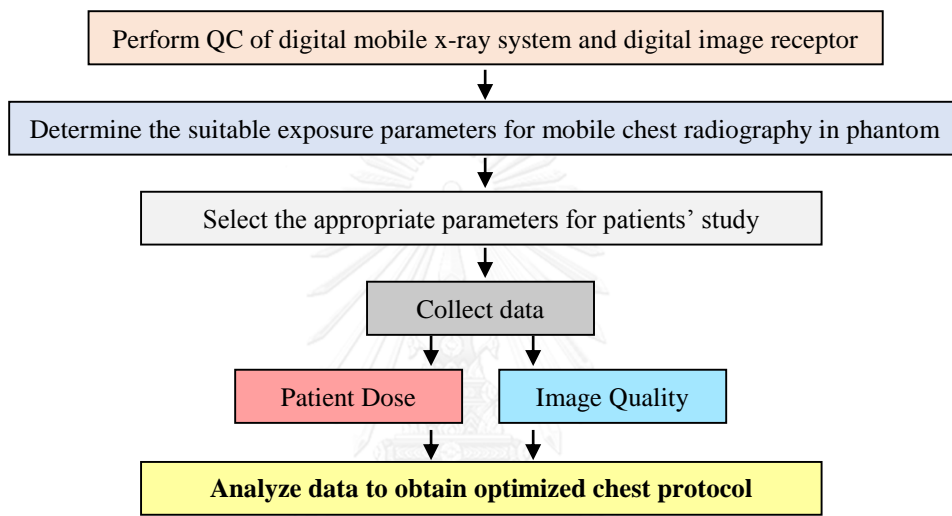 Perform QC of digital mobile x-ray system and digital image receptor
Determine the suitable exposure parameters for mobile chest radiography in phantom
Select the appropriate parameters for patients’ study
Collect data
Patient Dose
Image Quality
Analyze data to obtain optimized chest protocol